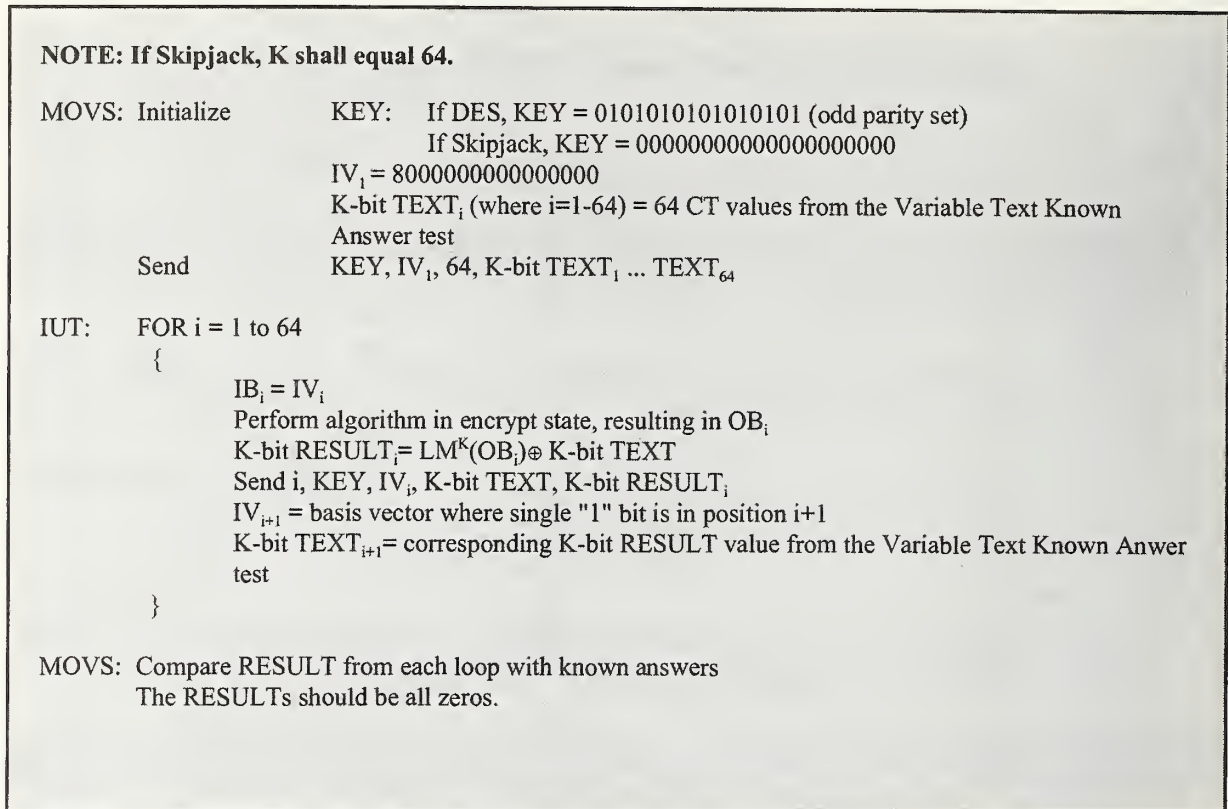 NOTE: If Skipjack, K shall equal 64.
MOVS: Initialize KEY: If DES, KEY = 0101010101010101 (odd parity set)
If Skipjack, KEY = 00000000000000000000
IV₁ = 8000000000000000
K-bit TEXTᵢ (where i=1-64) = 64 CT values from the Variable Text Known
Answer test
Send KEY, IV₁, 64, K-bit TEXT₁ ... TEXT₆₄
IUT: FOR i = 1 to 64
{
IBᵢ = IVᵢ
Perform algorithm in encrypt state, resulting in OBᵢ
K-bit RESULTᵢ= LMᴷ(OBᵢ)⊕ K-bit TEXT
Send i, KEY, IVᵢ, K-bit TEXT, K-bit RESULTᵢ
IVᵢ₊₁ = basis vector where single "1" bit is in position i+1
K-bit TEXTᵢ₊₁= corresponding K-bit RESULT value from the Variable Text Known Anwer
test
}
MOVS: Compare RESULT from each loop with known answers
The RESULTs should be all zeros.